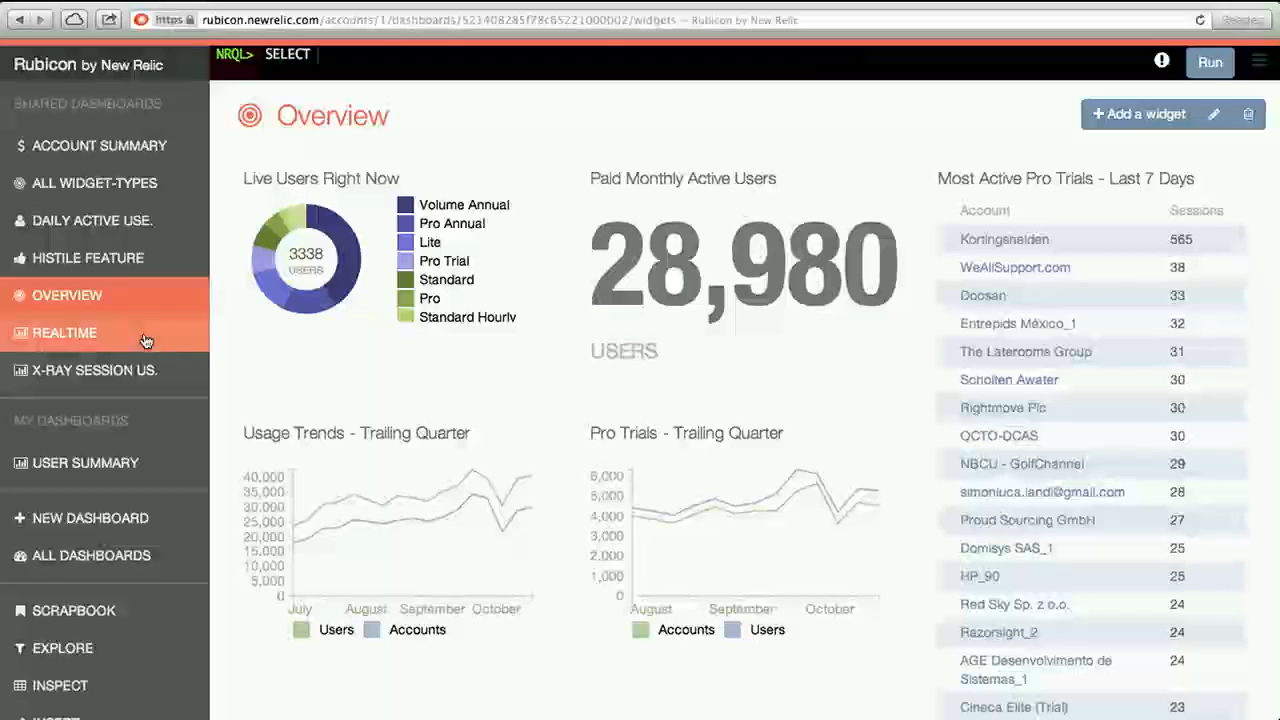 https rubicon.newrelic.com/accounts/1/dashboards/523408285f78c65221000002/widgets — Rubicon by New Relic
Rubicon by New Relic
NRQL> SELECT
Run
SHARED DASHBOARDS
$ ACCOUNT SUMMARY
ALL WIDGET-TYPES
DAILY ACTIVE USE.
HISTILE FEATURE
OVERVIEW
REALTIME
X-RAY SESSION US.
MY DASHBOARDS
USER SUMMARY
+ NEW DASHBOARD
ALL DASHBOARDS
SCRAPBOOK
EXPLORE
INSPECT
Overview
+ Add a widget
Live Users Right Now
3338
USERS
Volume Annual
Pro Annual
Lite
Pro Trial
Standard
Pro
Standard Hourly
Paid Monthly Active Users
28,980
USERS
Most Active Pro Trials - Last 7 Days
Account Sessions
Kortingshelden 565
WeAllSupport.com 38
Doosan 33
Entrepids México_1 32
The Laterooms Group 31
Scholten Awater 30
Rightmove Plc 30
QCTO-DCAS 30
NBCU - GolfChannel 29
simoniuca.landi@gmail.com 28
Proud Sourcing GmbH 27
Domisys SAS_1 25
HP_90 25
Red Sky Sp. z o.o. 24
Razorsight_2 24
AGE Desenvolvimento de 24
Sistemas_1
Cineca Elite (Trial) 23
Usage Trends - Trailing Quarter
40,000
35,000
30,000
25,000
20,000
15,000
10,000
5,000
0
July August September October
Users Accounts
Pro Trials - Trailing Quarter
6,000
5,000
4,000
3,000
2,000
1,000
0
August September October
Accounts Users